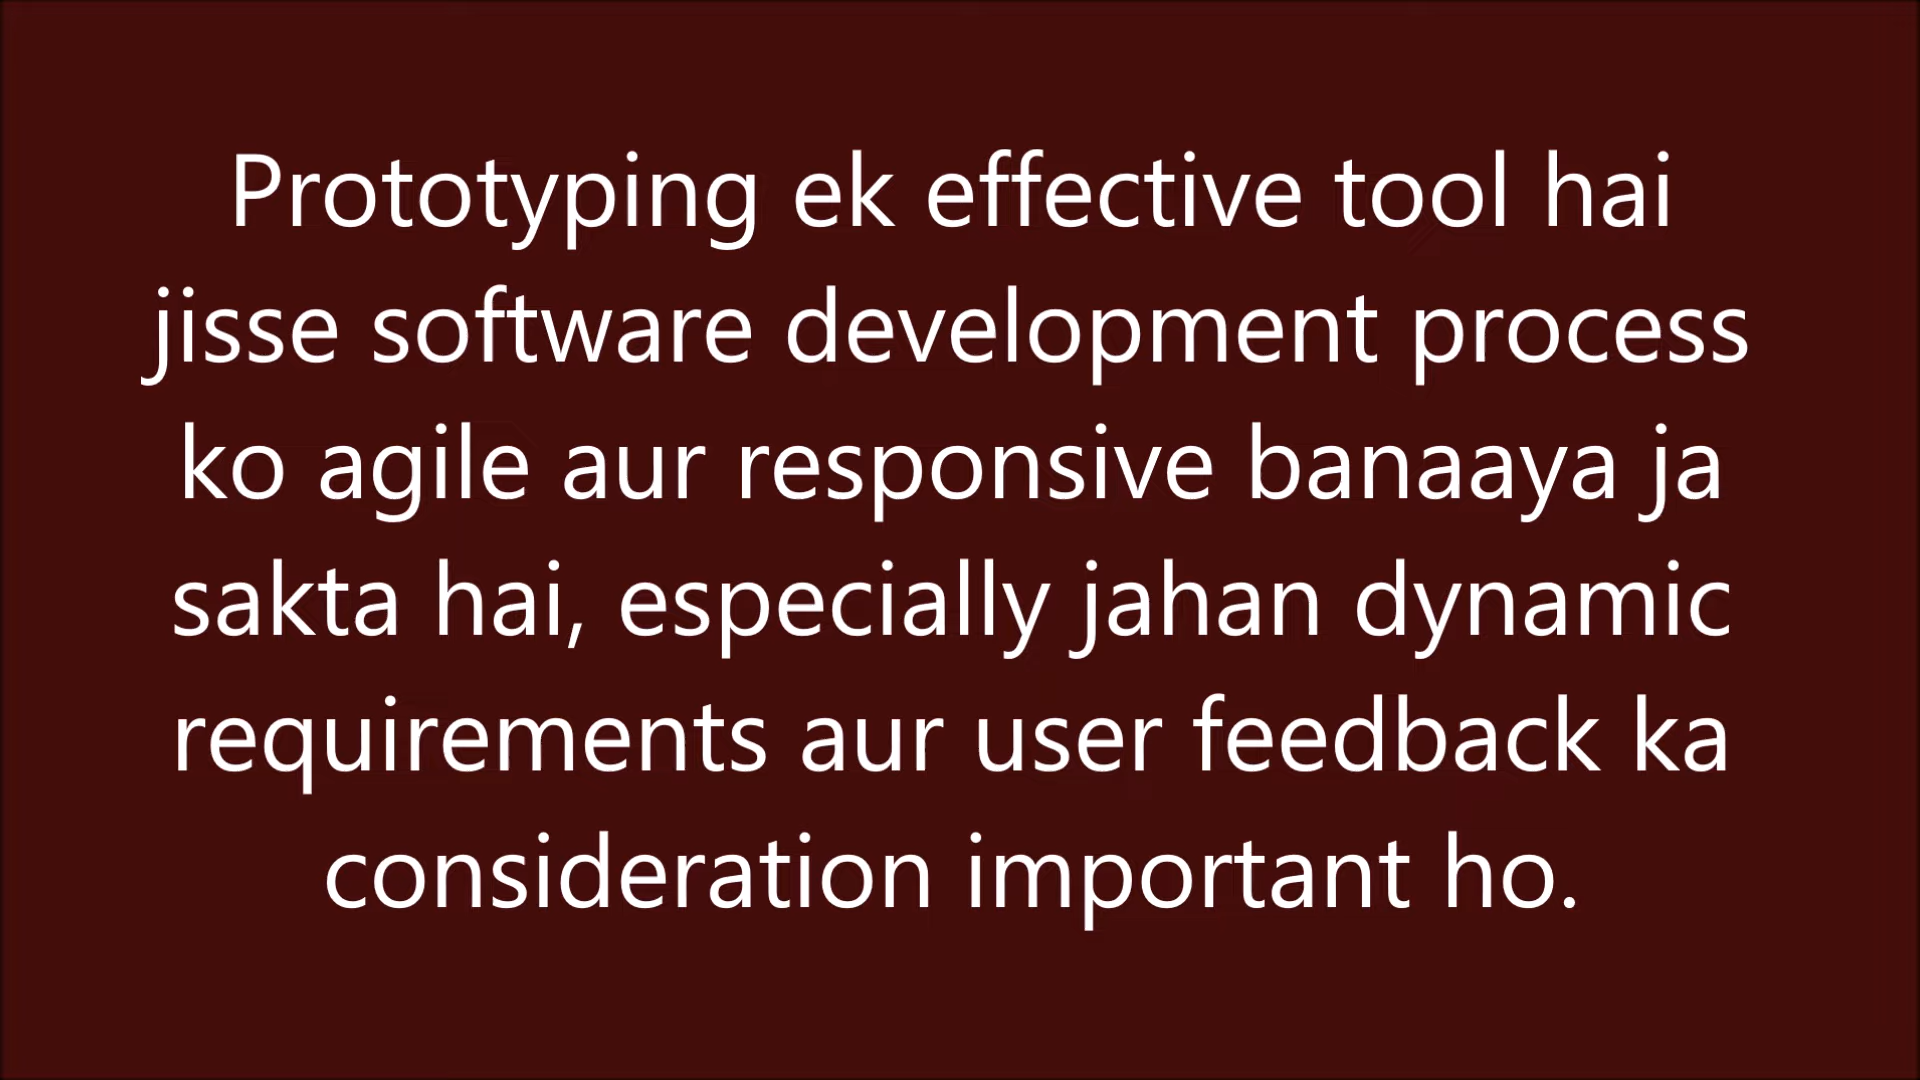 Prototyping ek effective tool hai
jisse software development process
ko agile aur responsive banaaya ja
sakta hai, especially jahan dynamic
requirements aur user feedback ka
consideration important ho.